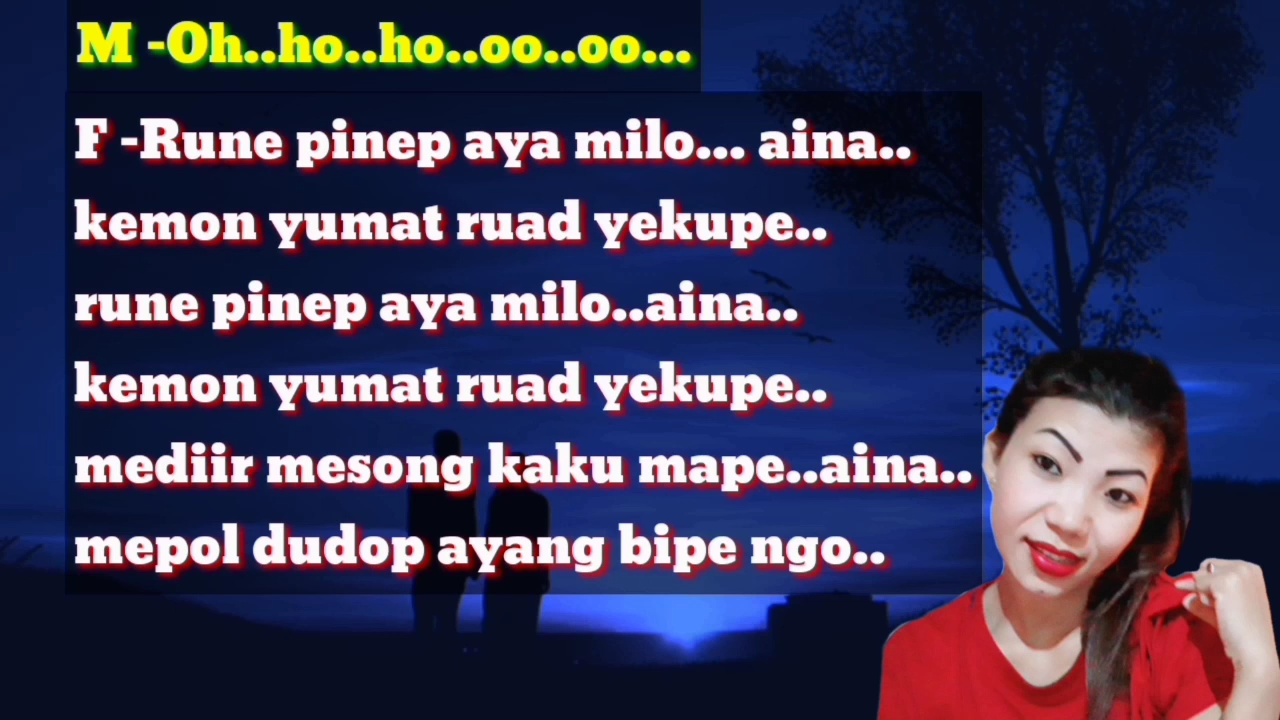 M -Oh..ho..ho..oo..oo...
F -Rune pinep aya milo... aina..
kemon yumat ruad yekupe..
rune pinep aya milo..aina..
kemon yumat ruad yekupe..
mediir mesong kaku mape..aina..
mepol dudop ayang bipe ngo..